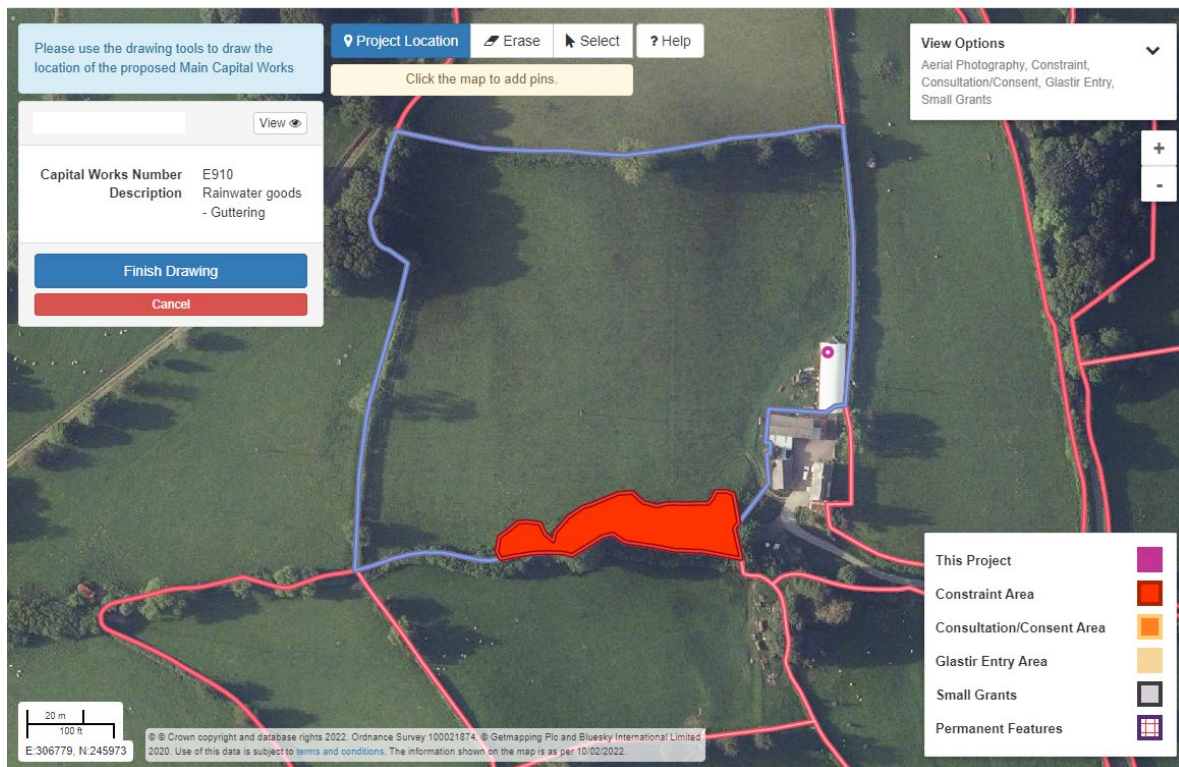 Please use the drawing tools to draw the
location of the proposed Main Capital Works
Project Location
Erase
Select
? Help
Click the map to add pins.
View Options
Aerial Photography, Constraint,
Consultation/Consent, Glastir Entry,
Small Grants
View
Capital Works Number E910
Description Rainwater goods
- Guttering
Finish Drawing
Cancel
+
-
This Project
Constraint Area
Consultation/Consent Area
Glastir Entry Area
Small Grants
Permanent Features
20 m
100 ft
E:306779, N:245973
© © Crown copyright and database rights 2022. Ordnance Survey 100021874. © Getmapping Plc and Bluesky International Limited
2020. Use of this data is subject to terms and conditions. The information shown on the map is as per 10/02/2022.